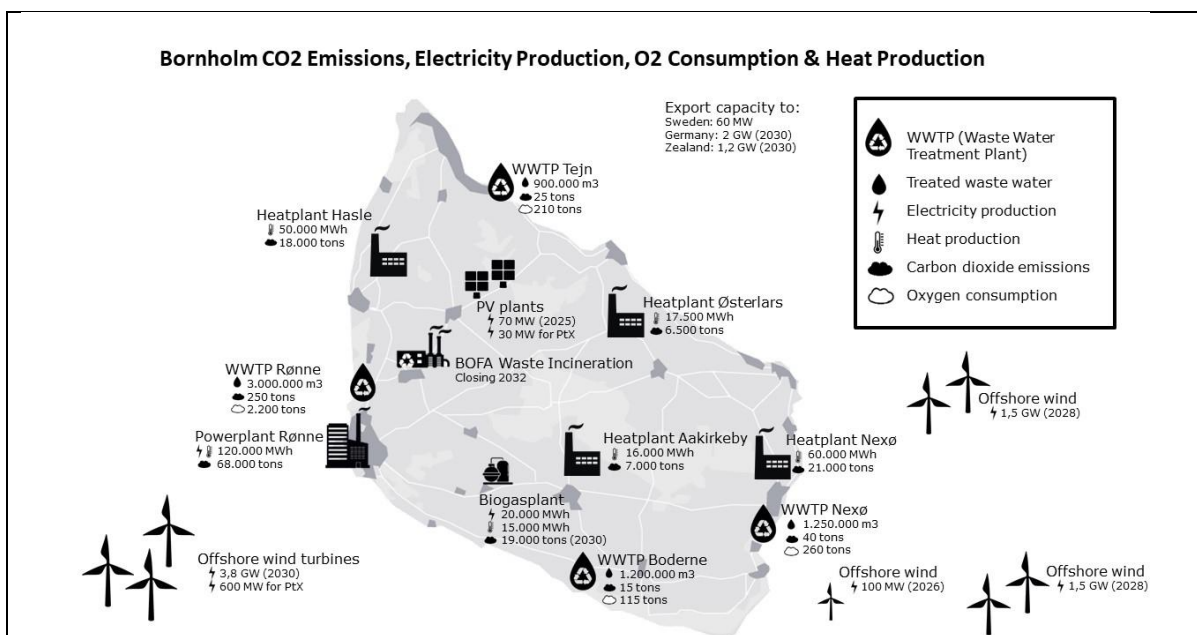 Bornholm CO2 Emissions, Electricity Production, O2 Consumption & Heat Production
Export capacity to:
Sweden: 60 MW
Germany: 2 GW (2030)
Zealand: 1,2 GW (2030)
WWTP (Waste Water
Treatment Plant)
Treated waste water
Electricity production
Heat production
Carbon dioxide emissions
Oxygen consumption
WWTP Tejn
900.000 m3
25 tons
210 tons
Heatplant Hasle
50.000 MWh
18.000 tons
PV plants
70 MW (2025)
30 MW for PtX
Heatplant Østerlars
17.500 MWh
6.500 tons
BOFA Waste Incineration
Closing 2032
WWTP Rønne
3.000.000 m3
250 tons
2.200 tons
Offshore wind
1,5 GW (2028)
Powerplant Rønne
120.000 MWh
68.000 tons
Heatplant Aakirkeby
16.000 MWh
7.000 tons
Heatplant Nexø
60.000 MWh
21.000 tons
Biogasplant
20.000 MWh
15.000 MWh
19.000 tons (2030)
WWTP Nexø
1.250.000 m3
40 tons
260 tons
Offshore wind turbines
3,8 GW (2030)
600 MW for PtX
WWTP Boderne
1.200.000 m3
15 tons
115 tons
Offshore wind
100 MW (2026)
Offshore wind
1,5 GW (2028)